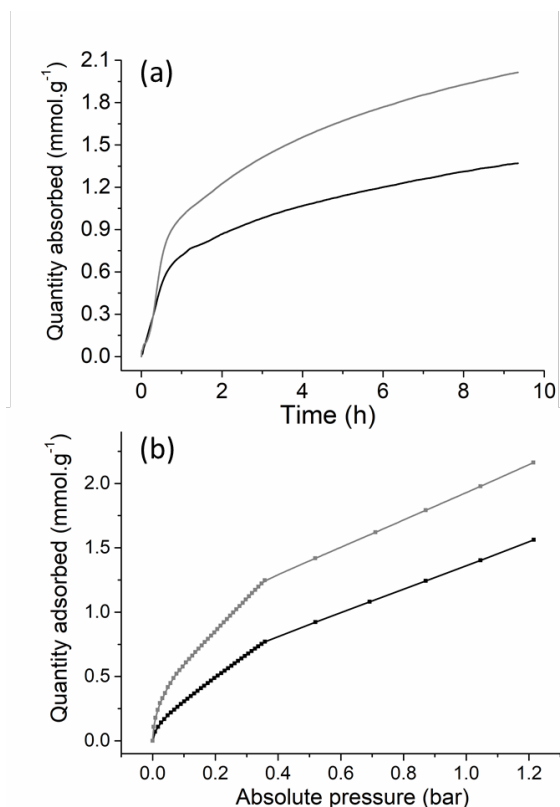 (a)
Quantity absorbed (mmol.g⁻¹)
2.1
1.8
1.5
1.2
0.9
0.6
2.3
0.0
0 2 4 6 8 10
Time (h)
(b)
Quantity adsorbed (mmol.g⁻¹)
2.0
1.5
1.0
0.5
0.0
0.0 0.2 0.4 0.6 0.8 1.0 1.2
Absolute pressure (bar)